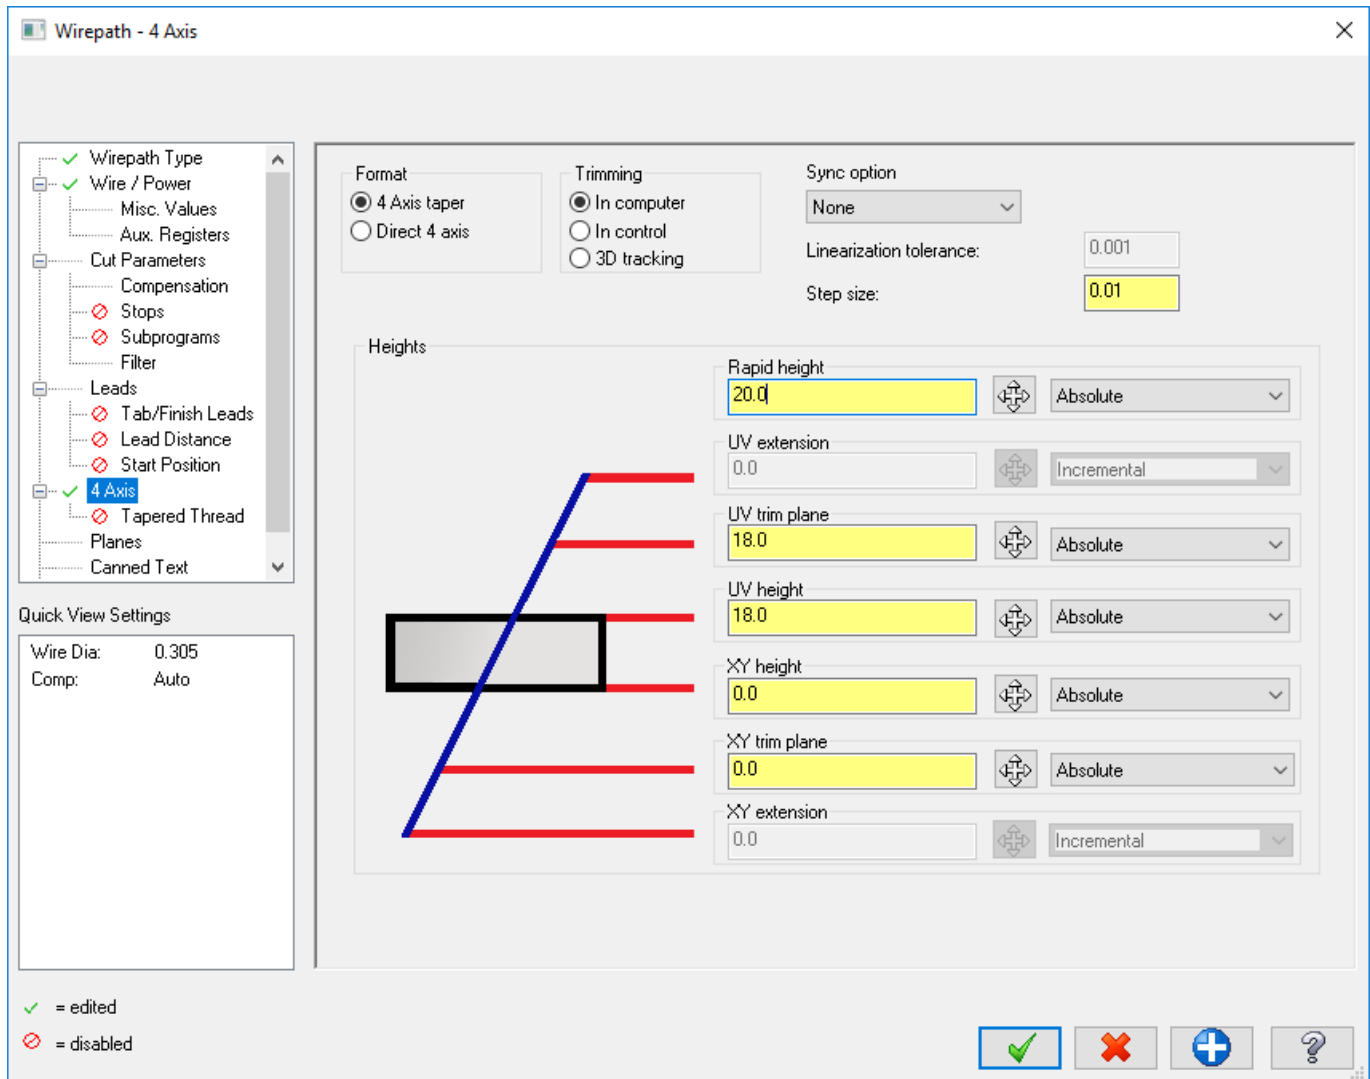 Wirepath - 4 Axis
Wirepath Type
Wire / Power
Misc. Values
Aux. Registers
Cut Parameters
Compensation
Stops
Subprograms
Filter
Leads
Tab/Finish Leads
Lead Distance
Start Position
4 Axis
Tapered Thread
Planes
Canned Text
Quick View Settings
Wire Dia: 0.305
Comp: Auto
= edited
= disabled
Format
4 Axis taper
Direct 4 axis
Trimming
In computer
In control
3D tracking
Sync option
None
Linearization tolerance: 0.001
Step size: 0.01
Heights
Rapid height
20.0 Absolute
UV extension
0.0 Incremental
UV trim plane
18.0 Absolute
UV height
18.0 Absolute
XY height
0.0 Absolute
XY trim plane
0.0 Absolute
XY extension
0.0 Incremental